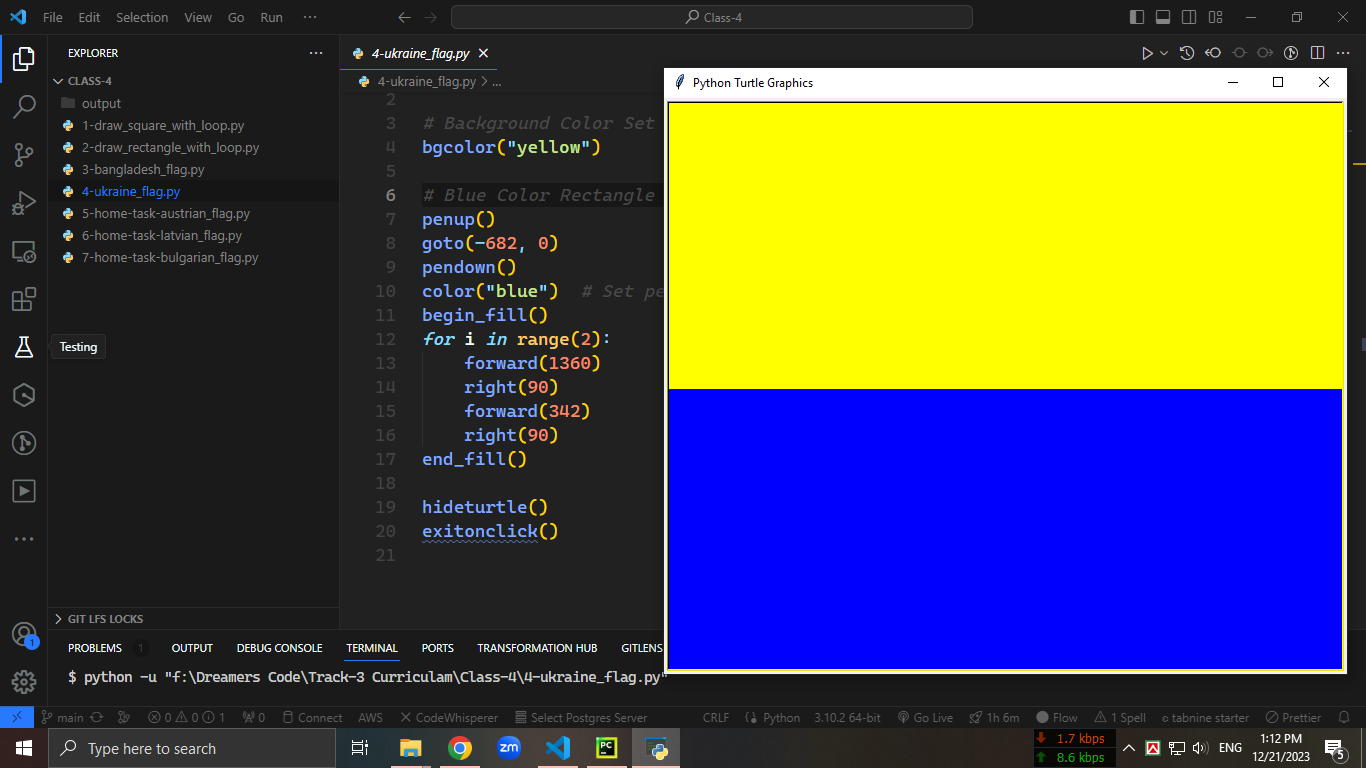 File Edit Selection View Go Run ··· Class-4
EXPLORER ···
CLASS-4
output
1-draw_square_with_loop.py
2-draw_rectangle_with_loop.py
3-bangladesh_flag.py
4-ukraine_flag.py
5-home-task-austrian_flag.py
6-home-task-latvian_flag.py
7-home-task-bulgarian_flag.py
Testing
GIT LFS LOCKS
4-ukraine_flag.py
4-ukraine_flag.py > ...
2
3 # Background Color Set
4 bgcolor("yellow")
5
6 # Blue Color Rectangle
7 penup()
8 goto(-682, 0)
9 pendown()
10 color("blue")  # Set pe
11 begin_fill()
12 for i in range(2):
13     forward(1360)
14     right(90)
15     forward(342)
16     right(90)
17 end_fill()
18
19 hideturtle()
20 exitonclick()
21
Python Turtle Graphics
PROBLEMS 1 OUTPUT DEBUG CONSOLE TERMINAL PORTS TRANSFORMATION HUB GITLENS
$ python -u "f:\Dreamers Code\Track-3 Curriculam\Class-4\4-ukraine_flag.py"
1
main 0 0 1 0 Connect AWS CodeWhisperer Select Postgres Server CRLF Python 3.10.2 64-bit Go Live 1h 6m Flow 1 Spell tabnine starter Prettier
Type here to search
zm
PC
1.7 kbps
8.6 kbps
ENG
1:12 PM
12/21/2023
5